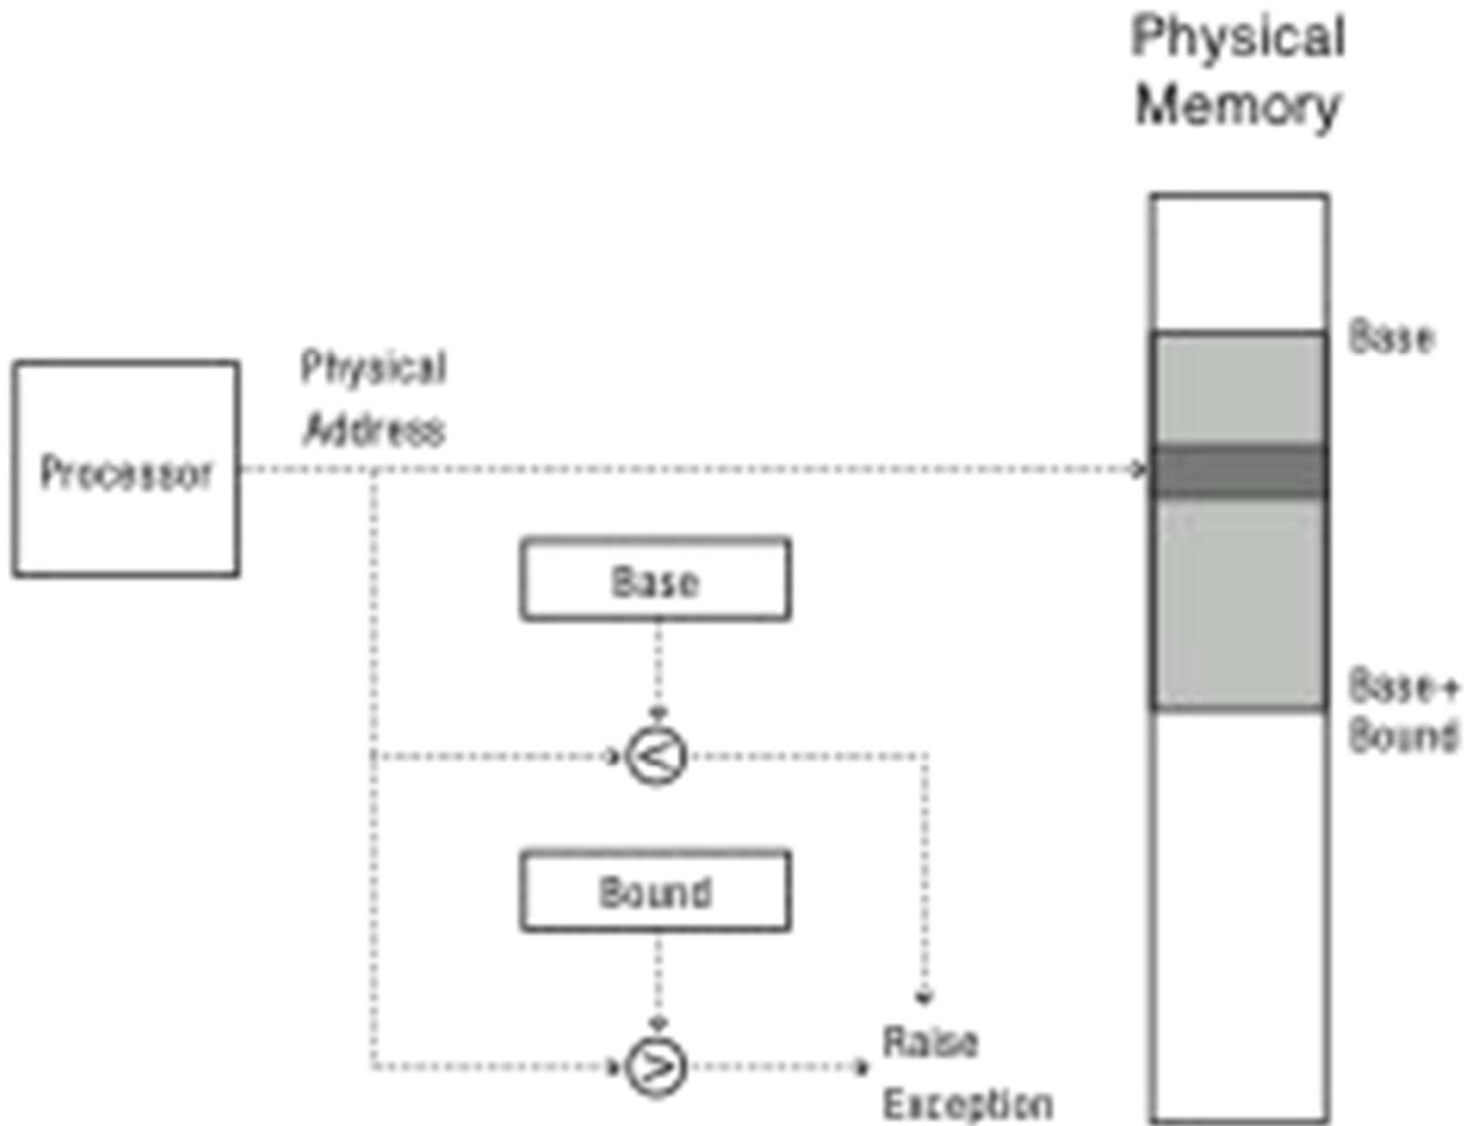 Physical
Memory
Base
Physical
Address
Processor
Base
<
Base+
Bound
Bound
>
Raise
Exception